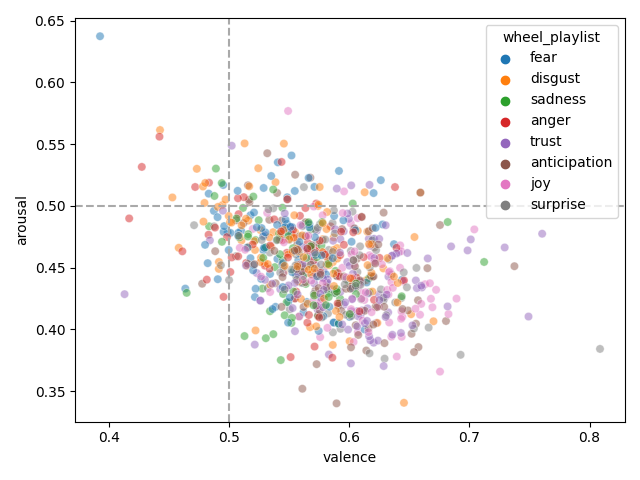 0.65
0.60
0.55
0.50
0.45
0.40
0.35
arousal
wheel_playlist
fear
disgust
sadness
anger
trust
anticipation
joy
surprise
0.4 0.5 0.6 0.7 0.8
valence